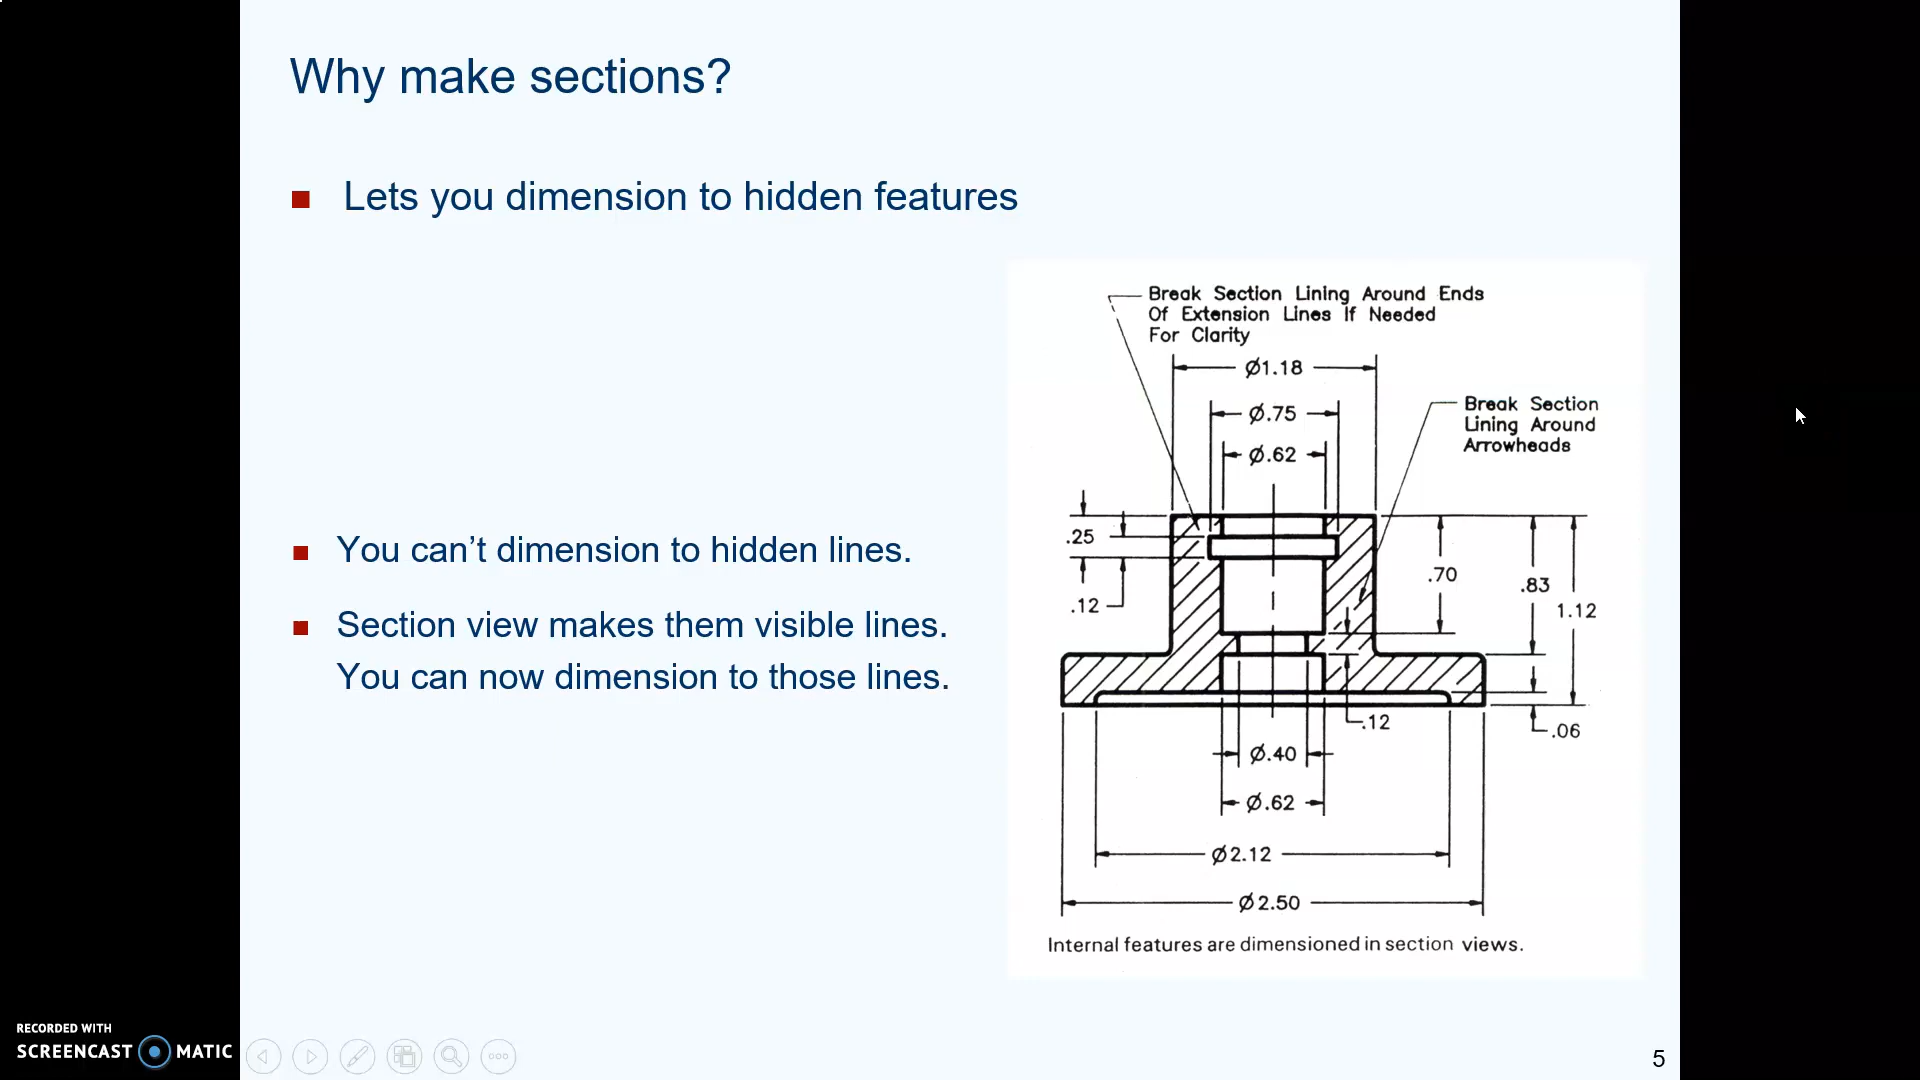 Why make sections?
Lets you dimension to hidden features
Break Section Lining Around Ends
Of Extension Lines If Needed
For Clarity
Ø1.18
Break Section
Lining Around
Arrowheads
Ø.75
Ø.62
.25
You can’t dimension to hidden lines.
.70
.83
.12
1.12
Section view makes them visible lines.
You can now dimension to those lines.
.12
.06
Ø.40
Ø.62
Ø2.12
Ø2.50
Internal features are dimensioned in section views.
RECORDED WITH
SCREENCAST MATIC
5